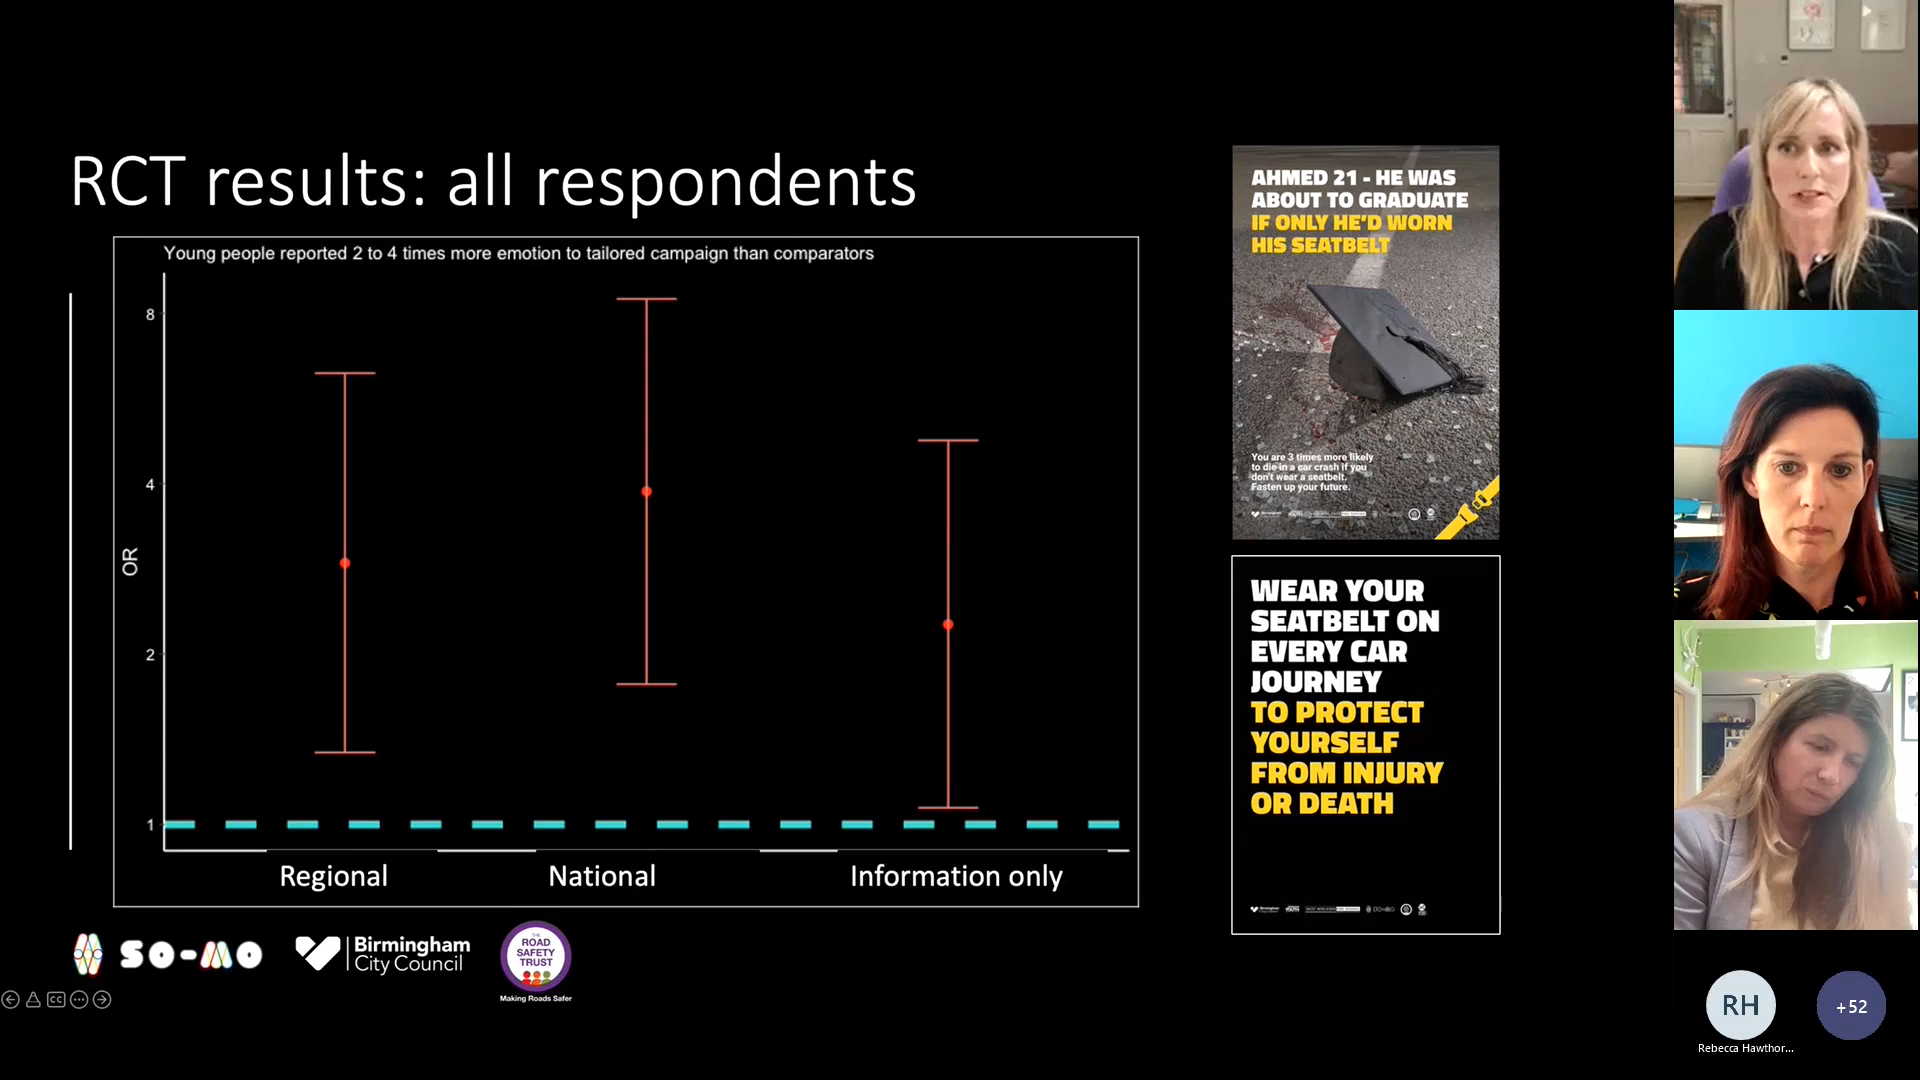 RCT results: all respondents
Young people reported 2 to 4 times more emotion to tailored campaign than comparators
8
4
OR
2
1
Regional National Information only
AHMED 21 - HE WAS
ABOUT TO GRADUATE
IF ONLY HE'D WORN
HIS SEATBELT
You are 3 times more likely
to die in a car crash if you
don't wear a seatbelt.
Fasten up your future.
WEAR YOUR
SEATBELT ON
EVERY CAR
JOURNEY
TO PROTECT
YOURSELF
FROM INJURY
OR DEATH
SO-MO
Birmingham
City Council
THE
ROAD
SAFETY
TRUST
Making Roads Safer
CC
RH
+52
Rebecca Hawthor...